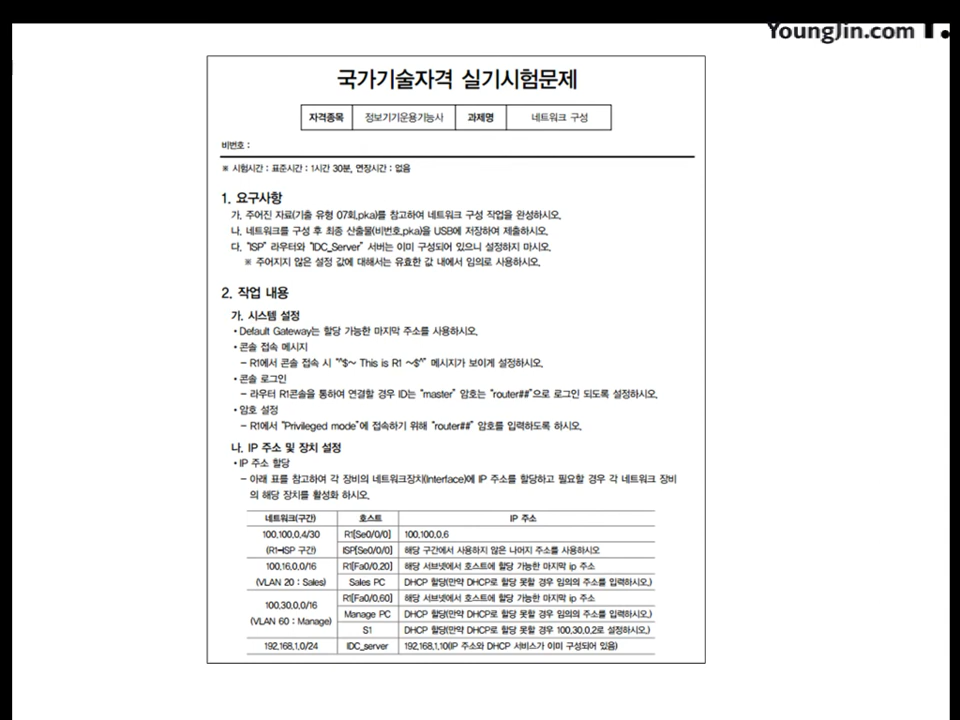 YoungJin.com
국가기술자격 실기시험문제
자격종목 정보기기운용기능사 과제명 네트워크 구성
비번호 :
※ 시험시간 : 표준시간 : 1시간 30분, 연장시간 : 없음
1. 요구사항
가. 주어진 자료(기출 유형 07회.pka)를 참고하여 네트워크 구성 작업을 완성하시오.
나. 네트워크를 구성 후 최종 산출물(비번호.pka)을 USB에 저장하여 제출하시오.
다. "ISP" 라우터와 "IDC_Server" 서버는 이미 구성되어 있으니 설정하지 마시오.
※ 주어지지 않은 설정 값에 대해서는 유효한 값 내에서 임의로 사용하시오.
2. 작업 내용
가. 시스템 설정
• Default Gateway는 할당 가능한 마지막 주소를 사용하시오.
• 콘솔 접속 메시지
– R1에서 콘솔 접속 시 "^$~ This is R1 ~$^" 메시지가 보이게 설정하시오.
• 콘솔 로그인
– 라우터 R1콘솔을 통하여 연결할 경우 ID는 "master" 암호는 "router##"으로 로그인 되도록 설정하시오.
• 암호 설정
– R1에서 "Privileged mode"에 접속하기 위해 "router##" 암호를 입력하도록 하시오.
나. IP 주소 및 장치 설정
• IP 주소 할당
– 아래 표를 참고하여 각 장비의 네트워크장치(Interface)에 IP 주소를 할당하고 필요할 경우 각 네트워크 장비
의 해당 장치를 활성화 하시오.
네트워크(구간) 호스트 IP 주소
100.100.0.4/30 R1[Se0/0/0] 100.100.0.6
(R1–ISP 구간) ISP[Se0/0/0] 해당 구간에서 사용하지 않은 나머지 주소를 사용하시오
100.16.0.0/16 R1[Fa0/0.20] 해당 서브넷에서 호스트에 할당 가능한 마지막 ip 주소
(VLAN 20 : Sales) Sales PC DHCP 할당(만약 DHCP로 할당 못할 경우 임의의 주소를 입력하시오.)
100.30.0.0/16 R1[Fa0/0.60] 해당 서브넷에서 호스트에 할당 가능한 마지막 ip 주소
(VLAN 60 : Manage) Manage PC DHCP 할당(만약 DHCP로 할당 못할 경우 임의의 주소를 입력하시오.)
S1 DHCP 할당(만약 DHCP로 할당 못할 경우 100.30.0.2로 설정하시오.)
192.168.1.0/24 IDC_server 192.168.1.10(IP 주소와 DHCP 서비스가 이미 구성되어 있음)